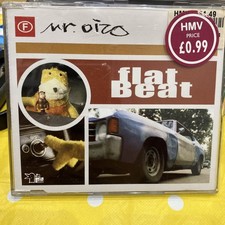 F
mr. oizo
HMV
PRICE
£0.99
flat
Beat